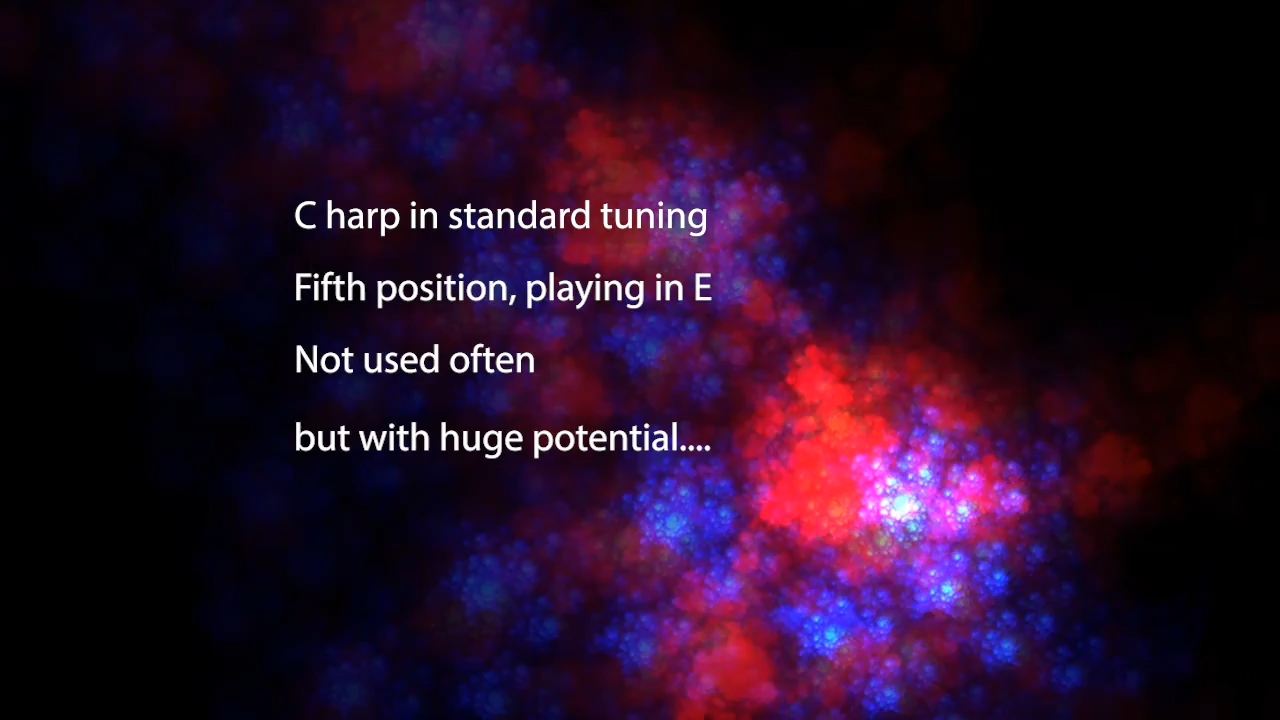 C harp in standard tuning
Fifth position, playing in E
Not used often
but with huge potential....